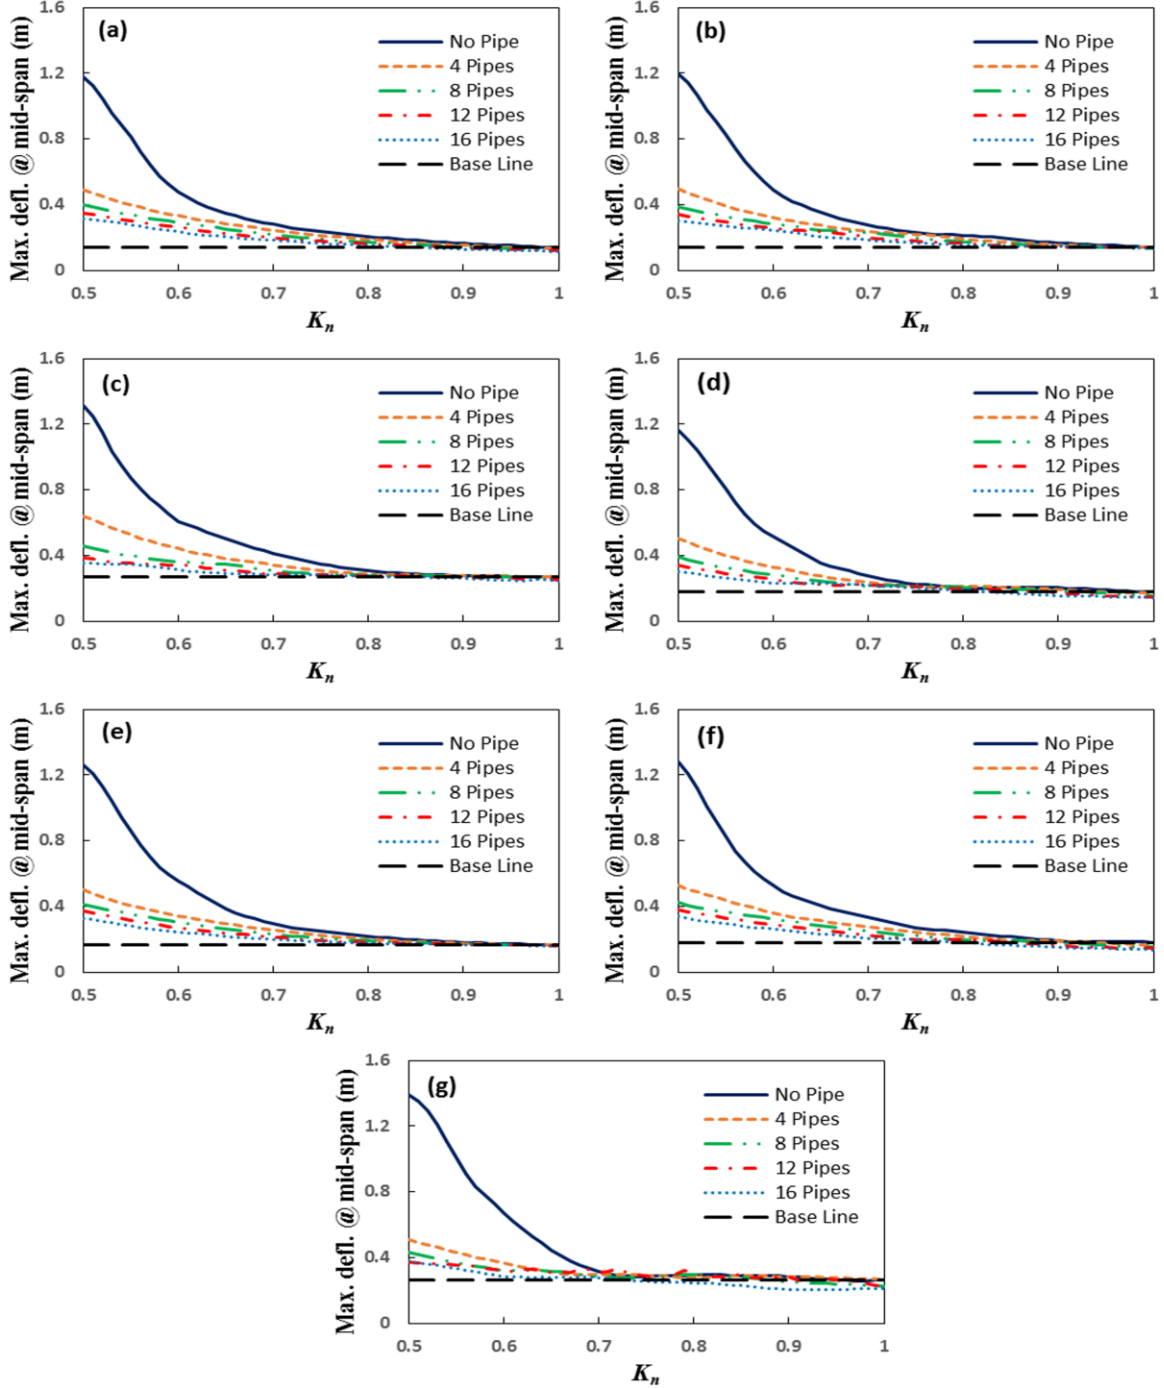 (a)
Max. defl. @ mid-span (m)
1.6
1.2
0.8
0.4
0
No Pipe
4 Pipes
8 Pipes
12 Pipes
16 Pipes
Base Line
0.5 0.6 0.7 0.8 0.9 1
Kn
(b)
Max. defl. @ mid-span (m)
1.6
1.2
0.8
0.4
0
No Pipe
4 Pipes
8 Pipes
12 Pipes
16 Pipes
Base Line
0.5 0.6 0.7 0.8 0.9 1
Kn
(c)
Max. defl. @ mid-span (m)
1.6
1.2
0.8
0.4
0
No Pipe
4 Pipes
8 Pipes
12 Pipes
16 Pipes
Base Line
0.5 0.6 0.7 0.8 0.9 1
Kn
(d)
Max. defl. @ mid-span (m)
1.6
1.2
0.8
0.4
0
No Pipe
4 Pipes
8 Pipes
12 Pipes
16 Pipes
Base Line
0.5 0.6 0.7 0.8 0.9 1
Kn
(e)
Max. defl. @ mid-span (m)
1.6
1.2
0.8
0.4
0
No Pipe
4 Pipes
8 Pipes
12 Pipes
16 Pipes
Base Line
0.5 0.6 0.7 0.8 0.9 1
Kn
(f)
Max. defl. @ mid-span (m)
1.6
1.2
0.8
0.4
0
No Pipe
4 Pipes
8 Pipes
12 Pipes
16 Pipes
Base Line
0.5 0.6 0.7 0.8 0.9 1
Kn
(g)
Max. defl. @ mid-span (m)
1.6
1.2
0.8
0.4
0
No Pipe
4 Pipes
8 Pipes
12 Pipes
16 Pipes
Base Line
0.5 0.6 0.7 0.8 0.9 1
Kn